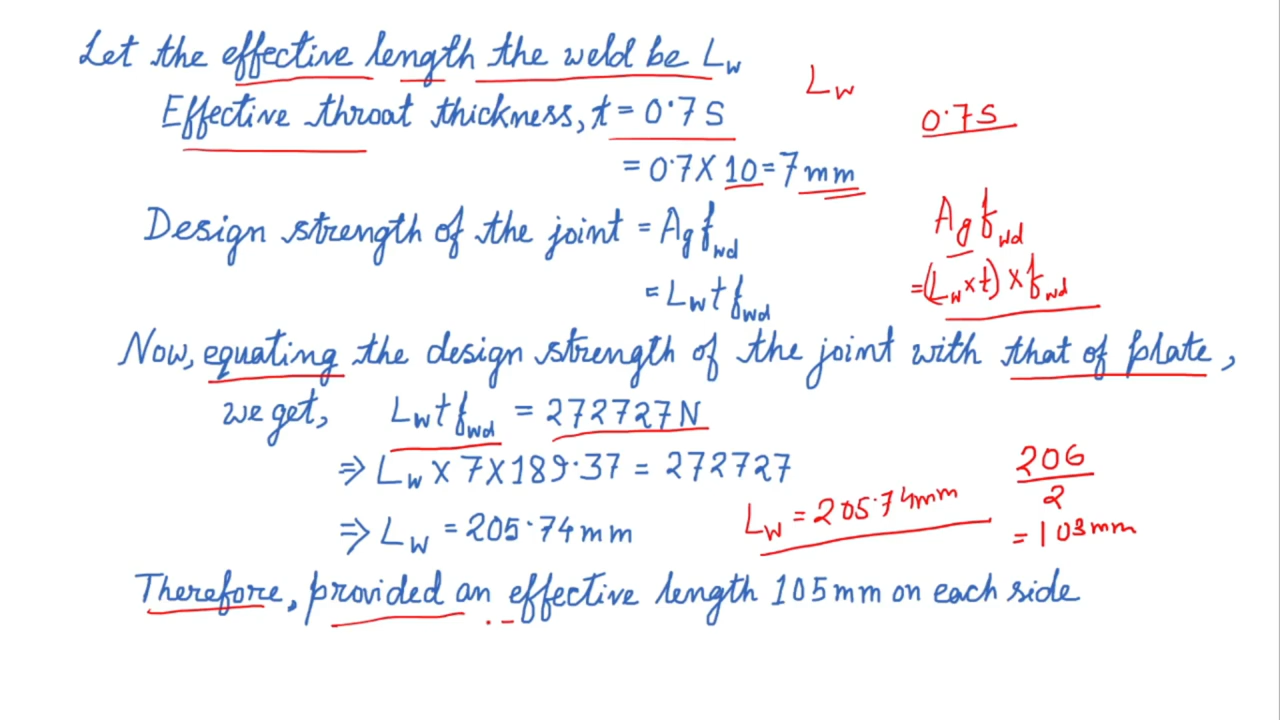 Let the effective length the weld be Lw
Lw
Effective throat thickness, t = 0.7 S
0.7S
= 0.7 X 10 = 7 mm
Design strength of the joint = Ag fwd
Ag fwd
= Lw t fwd
= (Lw x t) x fwd
Now, equating the design strength of the joint with that of plate,
we get, Lw t fwd = 272727 N
⇒ Lw X 7 X 189.37 = 272727
206
2
= 103 mm
⇒ Lw = 205.74 mm
Lw = 205.74 mm
Therefore, provided an effective length 105 mm on each side